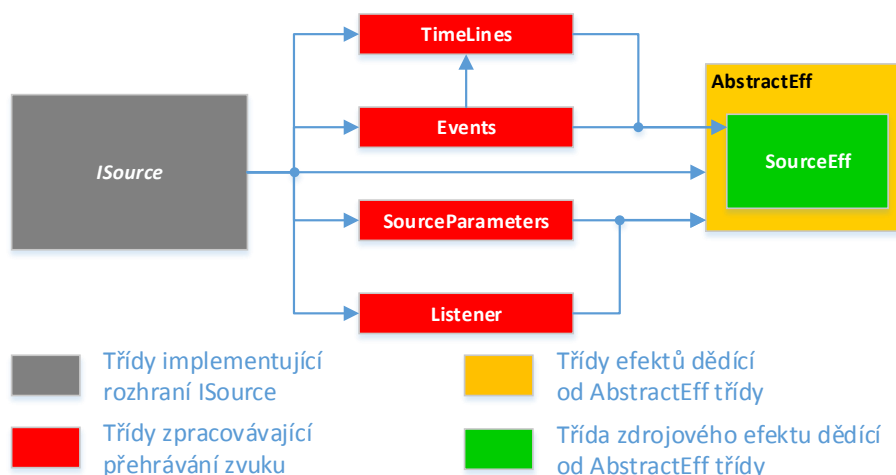 TimeLines
AbstractEff
Events
ISource
SourceEff
SourceParameters
Listener
Třídy implementující
rozhraní ISource
Třídy efektů dědící
od AbstractEff třídy
Třídy zpracovávající
přehrávání zvuku
Třída zdrojového efektu dědící
od AbstractEff třídy